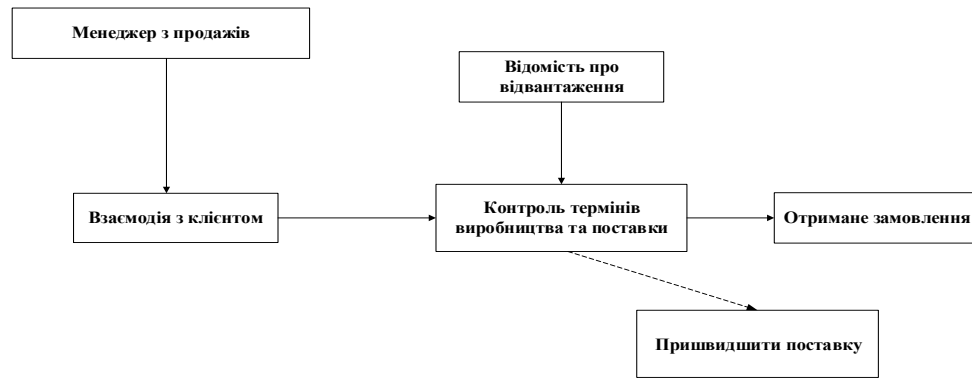 Менеджер з продажів
Відомість про
відвантаження
Взаємодія з клієнтом
Контроль термінів
виробництва та поставки
Отримане замовлення
Пришвидшити поставку